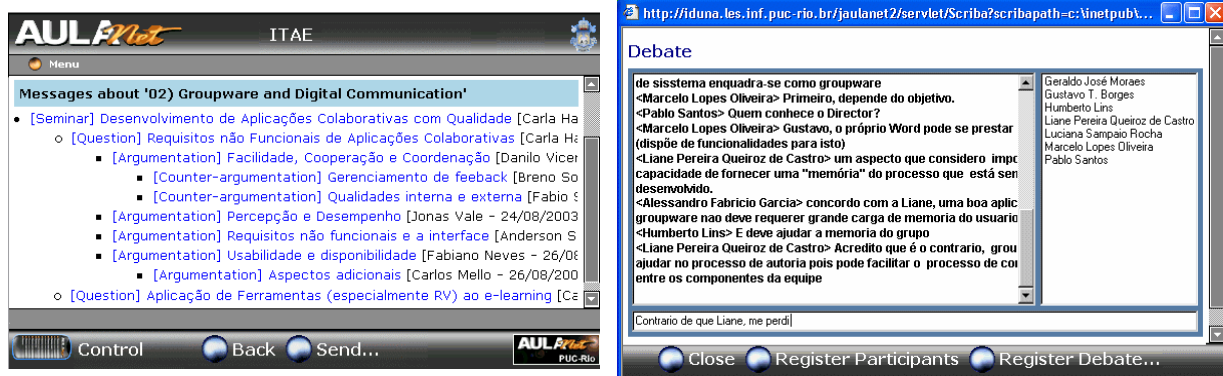 AULANet
ITAE
Menu
Messages about '02) Groupware and Digital Communication'
[Seminar] Desenvolvimento de Aplicações Colaborativas com Qualidade [Carla Ha
[Question] Requisitos não Funcionais de Aplicações Colaborativas [Carla Ha
[Argumentation] Facilidade, Cooperação e Coordenação [Danilo Vicer
[Counter-argumentation] Gerenciamento de feeback [Breno So
[Counter-argumentation] Qualidades interna e externa [Fabio S
[Argumentation] Percepção e Desempenho [Jonas Vale - 24/08/2003
[Argumentation] Requisitos não funcionais e a interface [Anderson S
[Argumentation] Usabilidade e disponibilidade [Fabiano Neves - 26/08
[Argumentation] Aspectos adicionais [Carlos Mello - 26/08/200
[Question] Aplicação de Ferramentas (especialmente RV) ao e-learning [Ca
Control
Back
Send...
AULANet
PUC-Rio
http://iduna.les.inf.puc-rio.br/jaulanet2/servlet/Scriba?scribapath=c:\inetpub\...
Debate
de sisstema enquadra-se como groupware
<Marcelo Lopes Oliveira> Primeiro, depende do objetivo.
<Pablo Santos> Quem conhece o Director?
<Marcelo Lopes Oliveira> Gustavo, o próprio Word pode se prestar
(dispõe de funcionalidades para isto)
<Liane Pereira Queiroz de Castro> um aspecto que considero impc
capacidade de fornecer uma "memória" do processo que está sen
desenvolvido.
<Alessandro Fabricio Garcia> concordo com a Liane, uma boa aplic
groupware nao deve requerer grande carga de memoria do usuario
<Humberto Lins> E deve ajudar a memoria do grupo
<Liane Pereira Queiroz de Castro> Acredito que é o contrario, grou
ajudar no processo de autoria pois pode facilitar o processo de cor
entre os componentes da equipe
Geraldo José Moraes
Gustavo T. Borges
Humberto Lins
Liane Pereira Queiroz de Castro
Luciana Sampaio Rocha
Marcelo Lopes Oliveira
Pablo Santos
Contrario de que Liane, me perdi
Close
Register Participants
Register Debate...